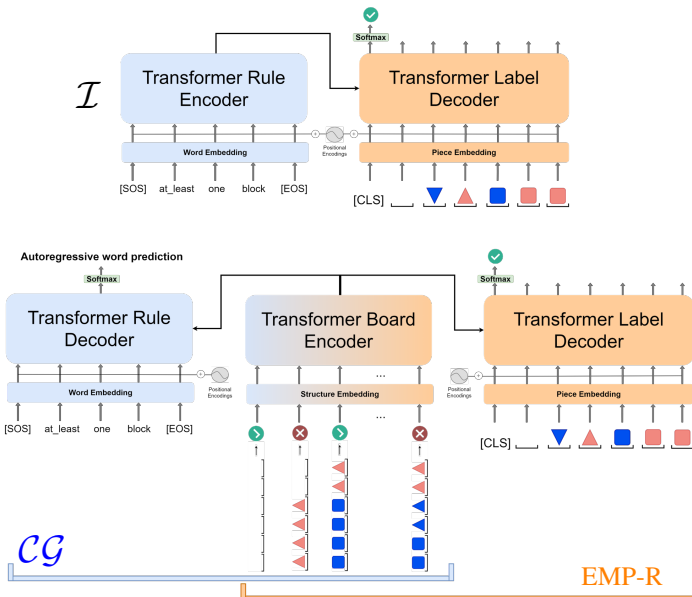 Softmax
𝓘
Transformer Rule
Encoder
Transformer Label
Decoder
+
+
Word Embedding
Positional
Encodings
Piece Embedding
[SOS] at_least one block [EOS]
[CLS]
Autoregressive word prediction
Softmax
Softmax
Transformer Rule
Decoder
Transformer Board
Encoder
Transformer Label
Decoder
...
+
+
Word Embedding
Positional
Encodings
Structure Embedding
Positional
Encodings
Piece Embedding
...
[SOS] at_least one block [EOS]
[CLS]
𝓒𝓖
EMP-R